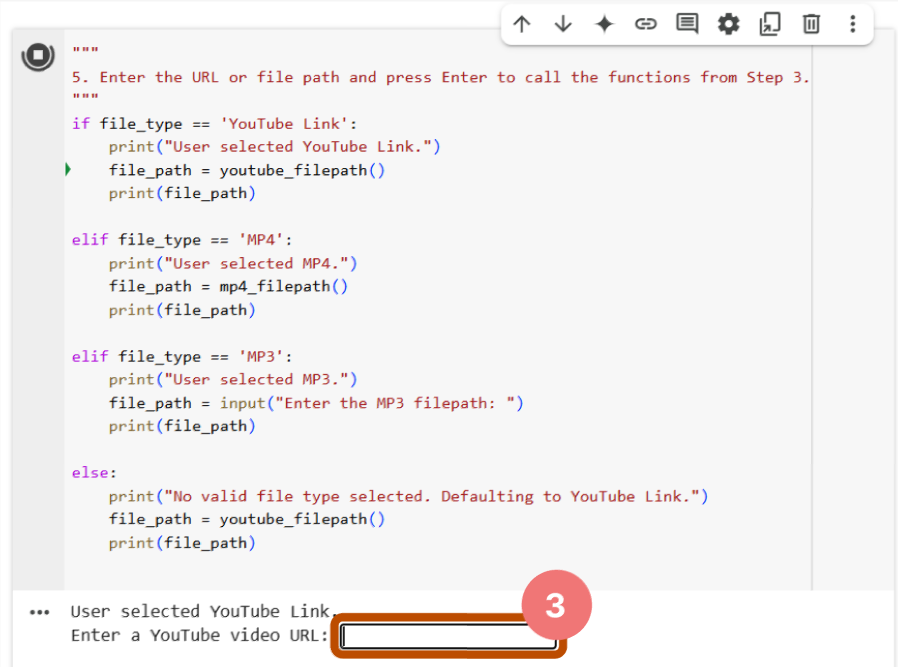 """
5. Enter the URL or file path and press Enter to call the functions from Step 3.
"""
if file_type == 'YouTube Link':
    print("User selected YouTube Link.")
    file_path = youtube_filepath()
    print(file_path)

elif file_type == 'MP4':
    print("User selected MP4.")
    file_path = mp4_filepath()
    print(file_path)

elif file_type == 'MP3':
    print("User selected MP3.")
    file_path = input("Enter the MP3 filepath: ")
    print(file_path)

else:
    print("No valid file type selected. Defaulting to YouTube Link.")
    file_path = youtube_filepath()
    print(file_path)

User selected YouTube Link.
Enter a YouTube video URL:
3